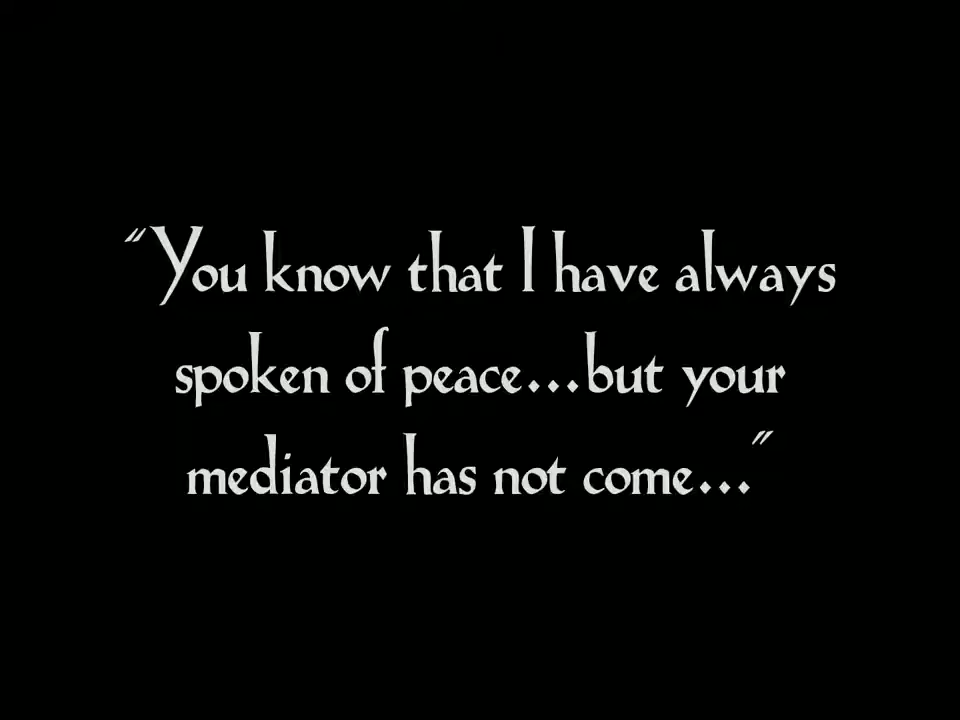 "You know that I have always
spoken of peace...but your
mediator has not come..."